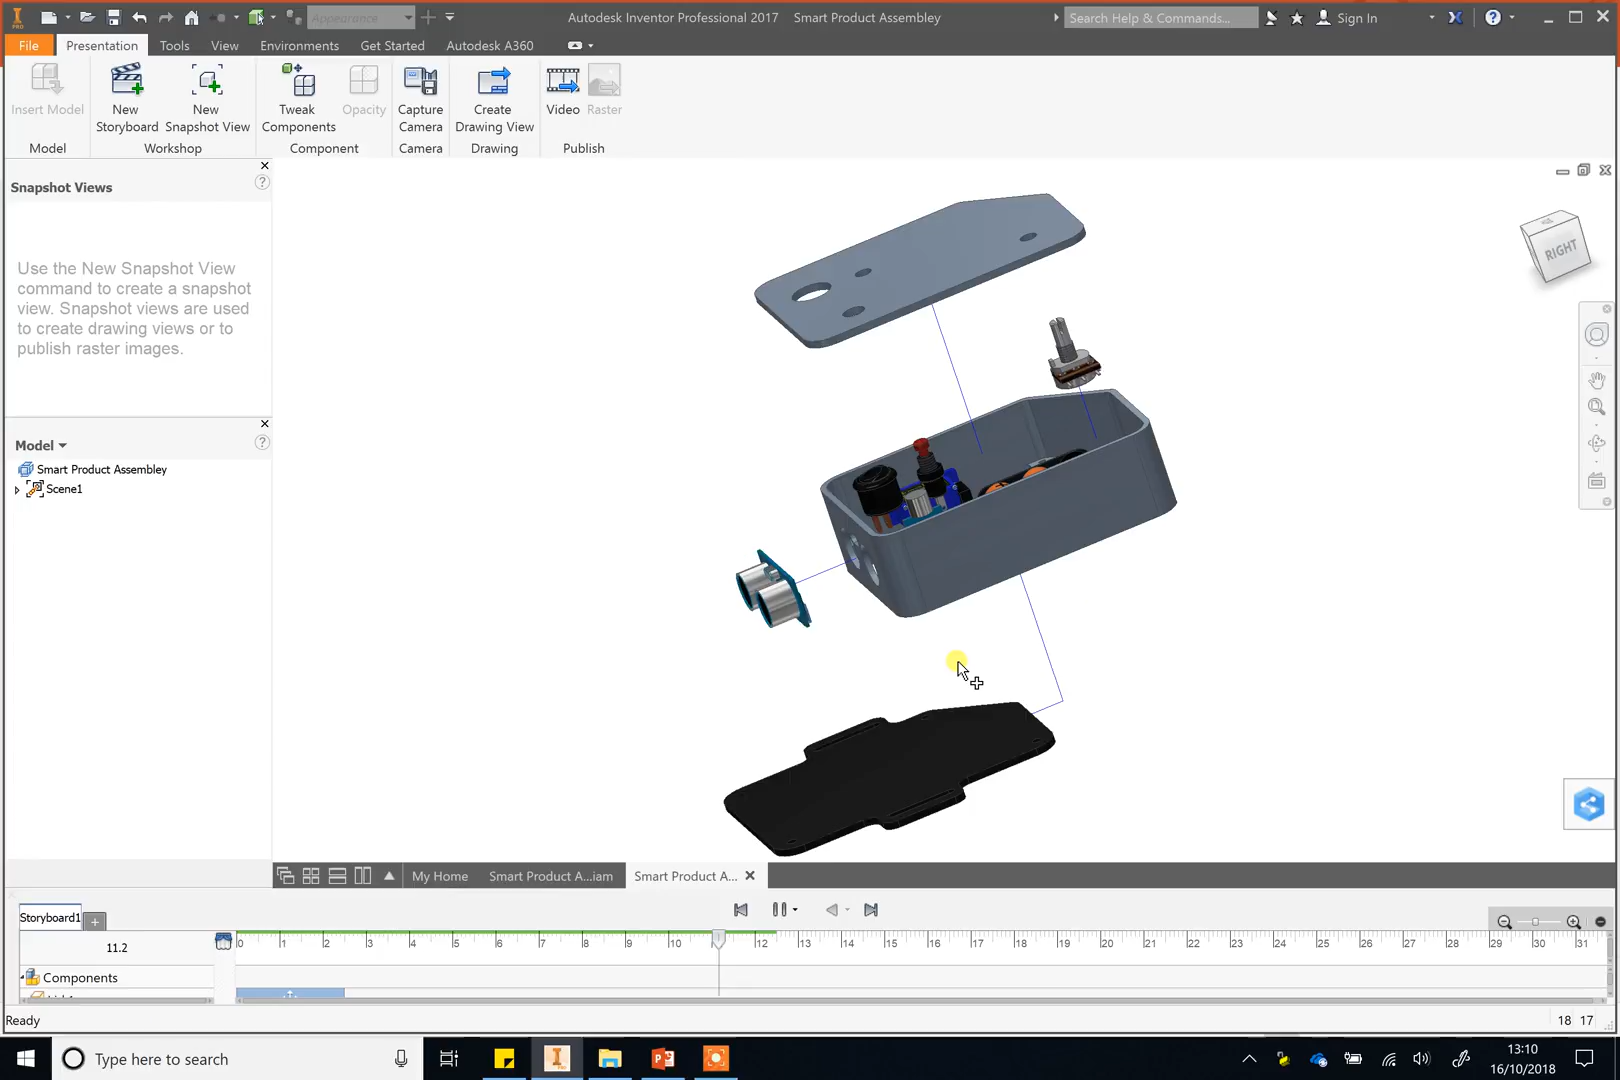 Appearance
Autodesk Inventor Professional 2017 Smart Product Assembley
Search Help & Commands...
Sign In
File Presentation Tools View Environments Get Started Autodesk A360
Insert Model
New Storyboard
New Snapshot View
Tweak Components
Opacity
Capture Camera
Create Drawing View
Video
Raster
Model Workshop Component Camera Drawing Publish
Snapshot Views
Use the New Snapshot View
command to create a snapshot
view. Snapshot views are used
to create drawing views or to
publish raster images.
RIGHT
Model
Smart Product Assembley
Scene1
My Home Smart Product A...iam Smart Product A...
Storyboard1
11.2
0 1 2 3 4 5 6 7 8 9 10 12 13 14 15 16 17 18 19 20 21 22 23 24 25 26 27 28 29 30 31
Components
Ready
18 17
Type here to search
13:10
16/10/2018